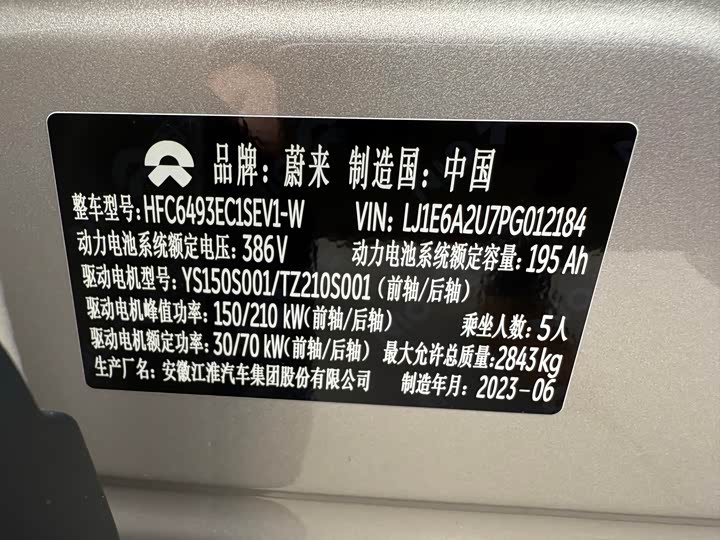 品牌：蔚来 制造国：中国
整车型号：HFC6493EC1SEV1-W VIN: LJ1E6A2U7PG012184
动力电池系统额定电压：386V 动力电池系统额定容量：195Ah
驱动电机型号：YS150S001/TZ210S001（前轴/后轴）
驱动电机峰值功率：150/210 kW(前轴/后轴) 乘坐人数：5人
驱动电机额定功率：30/70 kW(前轴/后轴) 最大允许总质量：2843kg
生产厂名：安徽江淮汽车集团股份有限公司 制造年月：2023-06